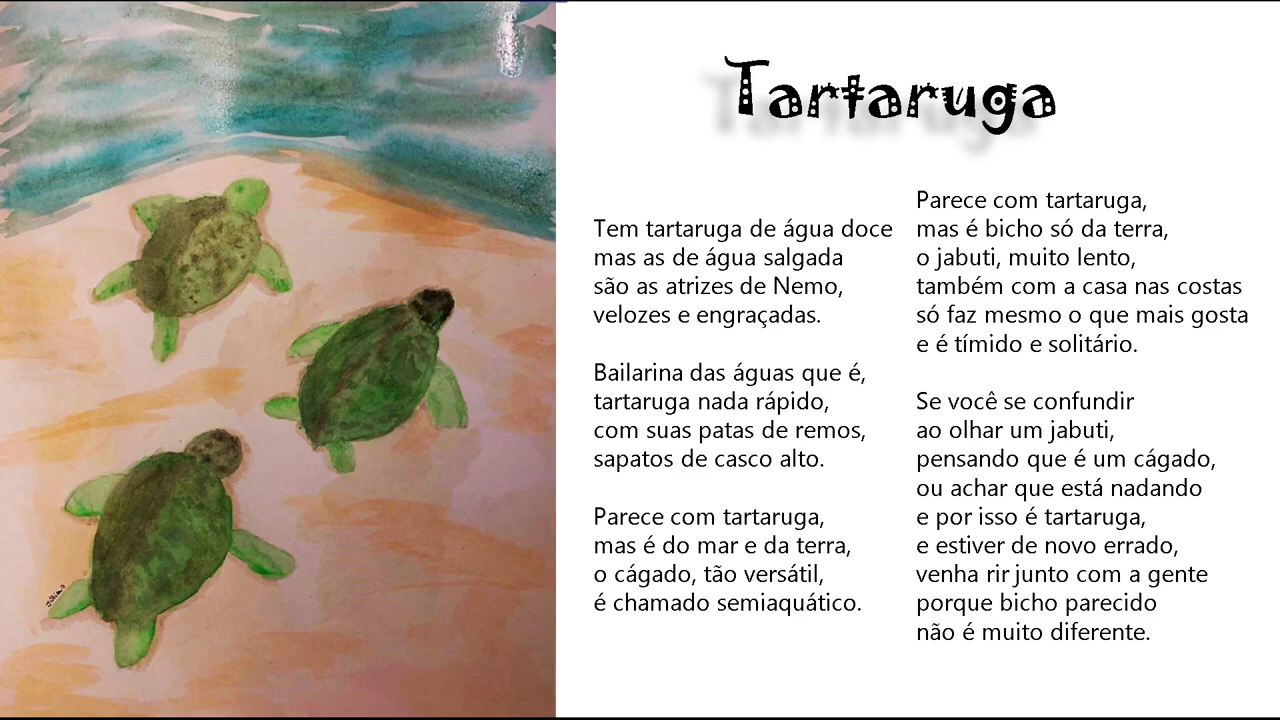 Tartaruga
Tem tartaruga de água doce
mas as de água salgada
são as atrizes de Nemo,
velozes e engraçadas.
Bailarina das águas que é,
tartaruga nada rápido,
com suas patas de remos,
sapatos de casco alto.
Parece com tartaruga,
mas é do mar e da terra,
o cágado, tão versátil,
é chamado semiaquático.
Parece com tartaruga,
mas é bicho só da terra,
o jabuti, muito lento,
também com a casa nas costas
só faz mesmo o que mais gosta
e é tímido e solitário.
Se você se confundir
ao olhar um jabuti,
pensando que é um cágado,
ou achar que está nadando
e por isso é tartaruga,
e estiver de novo errado,
venha rir junto com a gente
porque bicho parecido
não é muito diferente.